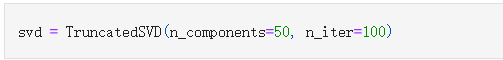 svd = TruncatedSVD(n_components=50, n_iter=100)